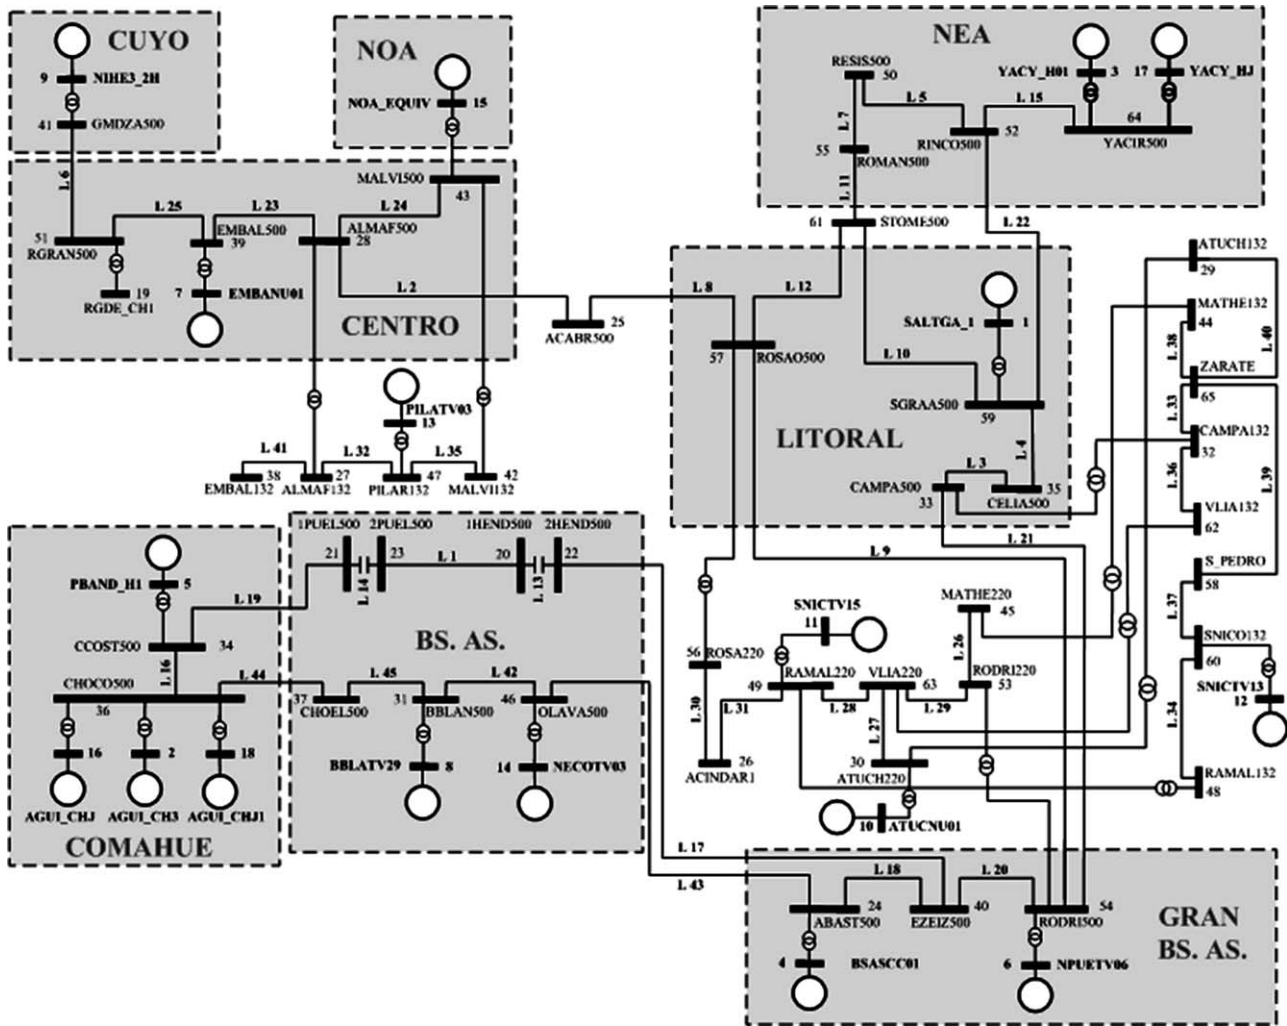 CUYO
9 NIHE3_2H
41 GMDZA500
L 6
NOA
NOA_EQUIV 15
MALVI500
43
L 25
L 23
L 24
EMBAL500
39
ALMAF500
28
51
RGRAN500
19
RGDE_CH1
7 EMBANU01
L 2
CENTRO
ACABR500 25
NEA
RESIS500
50
L 5
L 15
L 7
YACY_H01 3
17 YACY_HJ
64
YACIR500
52
RINCO500
55
ROMAN500
L 11
61 STOME500
L 22
L 8
L 12
SALTGA_1 1
57 ROSAO500
L 10
SGRAA500
59
LITORAL
L 4
L 3
CAMPA500
33
CELIA500
35
L 21
L 9
ATUCH132
29
MATHE132
44
L 38
L 40
ZARATE
65
L 33
CAMPA132
32
L 36
L 39
VLIA132
62
S_PEDRO
58
L 37
SNICO132
60
SNICTV13
12
L 34
RAMAL132
48
PILATV03
13
L 41
L 32
L 35
38
EMBAL132
27
ALMAF132
47
PILAR132
42
MALVI132
1PUEL500 2PUEL500
1HEND500 2HEND500
21
23
L 1
20
22
L 14
L 13
PBAND_H1 5
L 19
CCOST500 34
L 16
CHOCO500
36
L 44
16
2
18
AGUI_CHJ
AGUI_CH3
AGUI_CHJ1
COMAHUE
BS. AS.
L 45
L 42
37
CHOEL500
31
BBLAN500
46
OLAVA500
BBLATV29 8
14 NECOTV03
SNICTV15
11
MATHE220
45
L 26
56 ROSA220
RAMAL220
49
VLIA220
63
RODRI220
53
L 30
L 31
L 28
L 29
L 27
26
ACINDAR1
30
ATUCH220
10 ATUCNU01
L 17
L 43
L 18
L 20
24
ABAST500
40
EZEIZ500
54
RODRI500
4 BSASCC01
6 NPUETV06
GRAN
BS. AS.